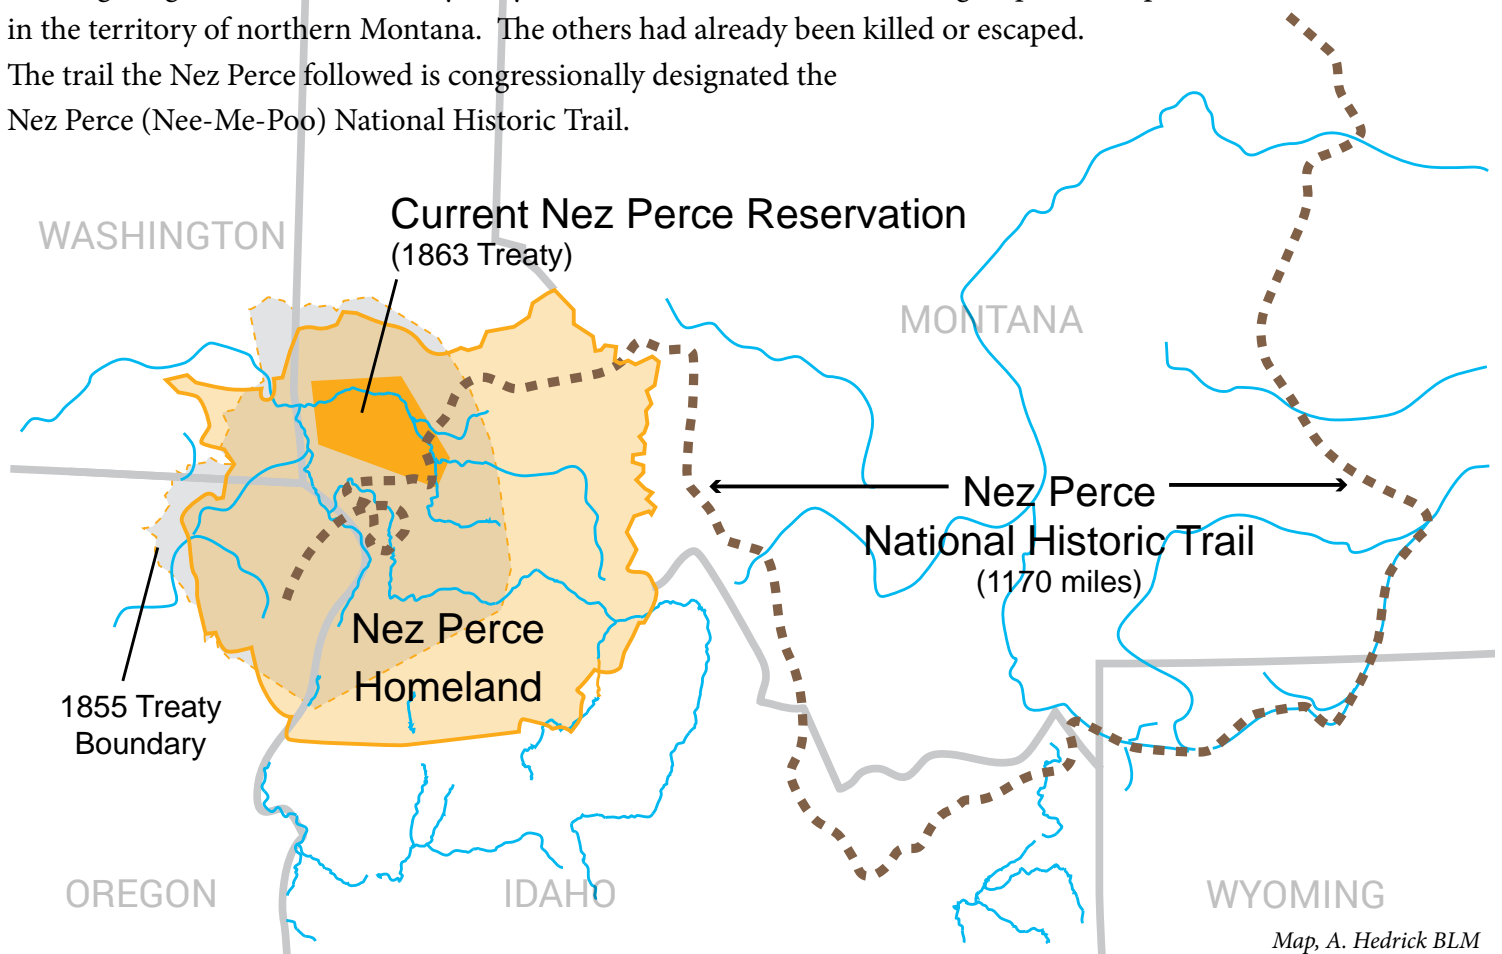 in the territory of northern Montana.  The others had already been killed or escaped.
The trail the Nez Perce followed is congressionally designated the
Nez Perce (Nee-Me-Poo) National Historic Trail.
Current Nez Perce Reservation
(1863 Treaty)
WASHINGTON
MONTANA
Nez Perce
National Historic Trail
(1170 miles)
Nez Perce
Homeland
1855 Treaty
Boundary
OREGON
IDAHO
WYOMING
Map, A. Hedrick BLM